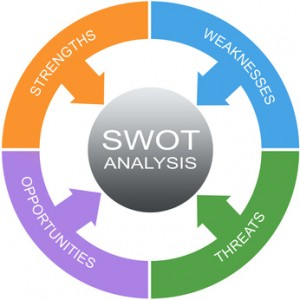 STRENGTHS
WEAKNESSES
SWOT
ANALYSIS
OPPORTUNITIES
THREATS